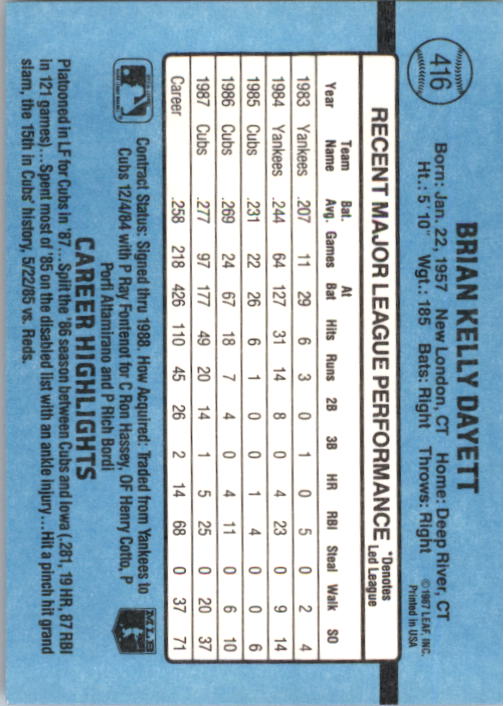 416
BRIAN KELLY DAYETT
Born: Jan. 22, 1957 New London, CT Home: Deep River, CT
Ht.: 5' 10" Wgt.: 185 Bats: Right Throws: Right
©1987 LEAF, INC.
Printed in USA
RECENT MAJOR LEAGUE PERFORMANCE *Denotes Led League
Year Team Name Bat. Avg. Games At Bat Hits Runs 2B 3B HR RBI Steal Walk SO
1983 Yankees .207 11 29 6 3 0 1 0 5 0 2 4
1984 Yankees .244 64 127 31 14 8 0 4 23 0 9 14
1985 Cubs .231 22 26 6 1 0 0 1 4 0 0 6
1986 Cubs .269 24 67 18 7 4 0 4 11 0 6 10
1987 Cubs .277 97 177 49 20 14 1 5 25 0 20 37
Career .258 218 426 110 45 26 2 14 68 0 37 71
Contract Status: Signed thru 1988. How Acquired: Traded from Yankees to
Cubs 12/4/84 with P Ray Fontenot for C Ron Hassey, OF Henry Cotto, P
Porfi Altamirano and P Rich Bordi
MLB
CAREER HIGHLIGHTS
Platooned in LF for Cubs in '87...Split the '86 season between Cubs and Iowa (.281, 19 HR, 87 RBI
in 121 games)...Spent most of '85 on the disabled list with an ankle injury...Hit a pinch hit grand
slam, the 15th in Cubs' history, 5/22/85 vs. Reds.